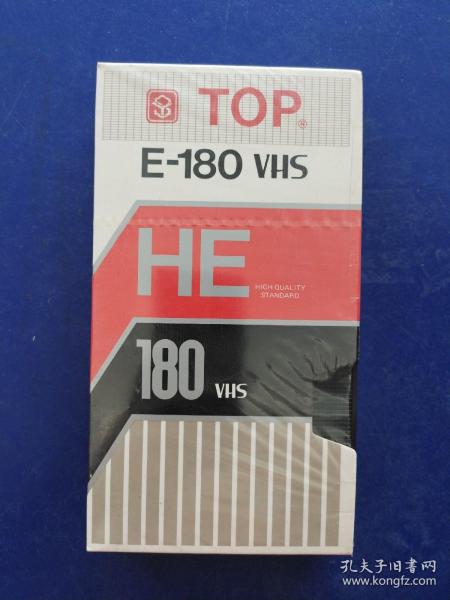 TOP®
E-180 VHS
HE
HIGH QUALITY
STANDARD
180 VHS
孔夫子旧书网
www.kongfz.com